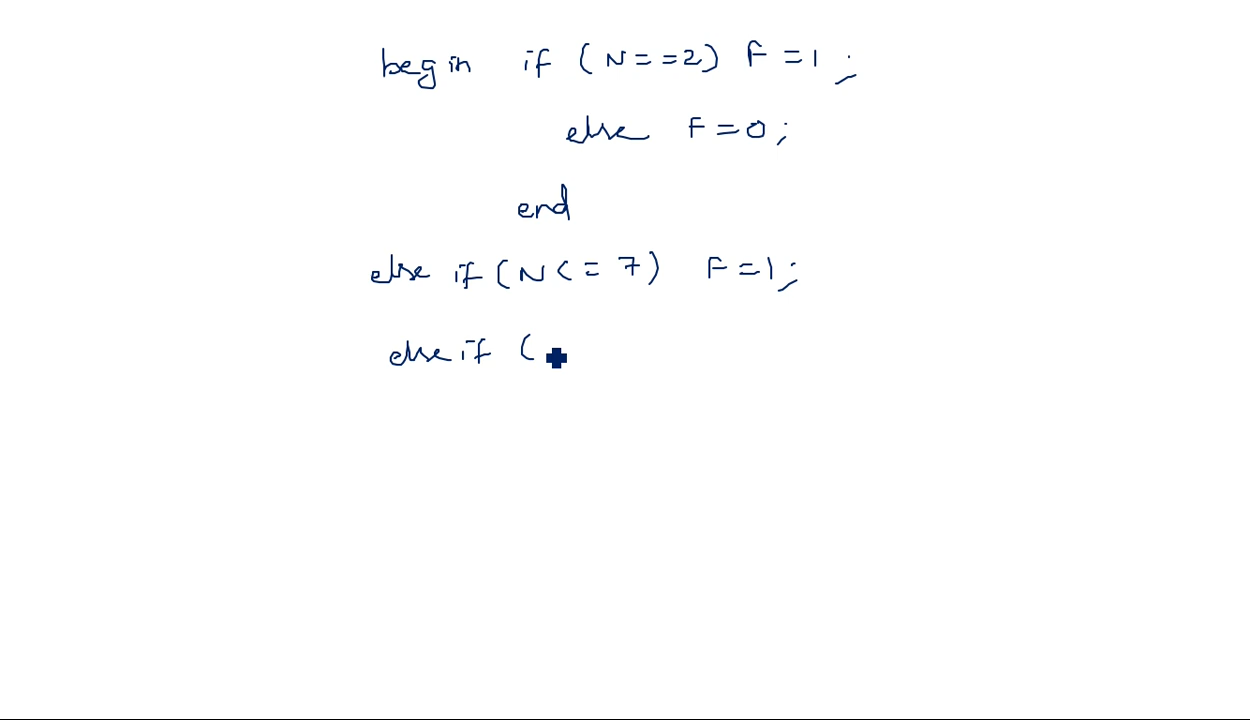 begin if (N==2) F=1;
else F=0;
end
else if (N<=7) F=1;
else if (